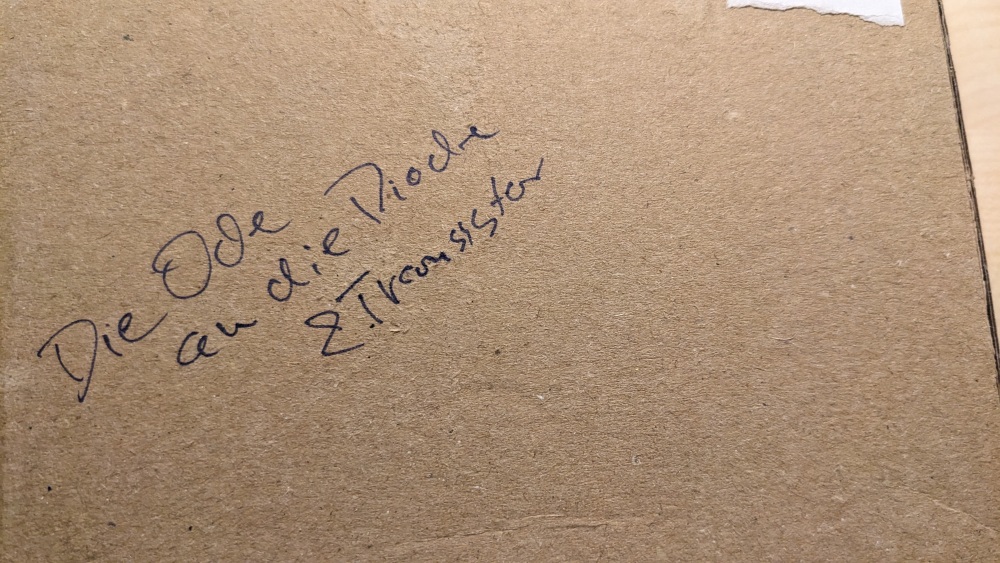 Die Ode
an die Diode
& Transistor